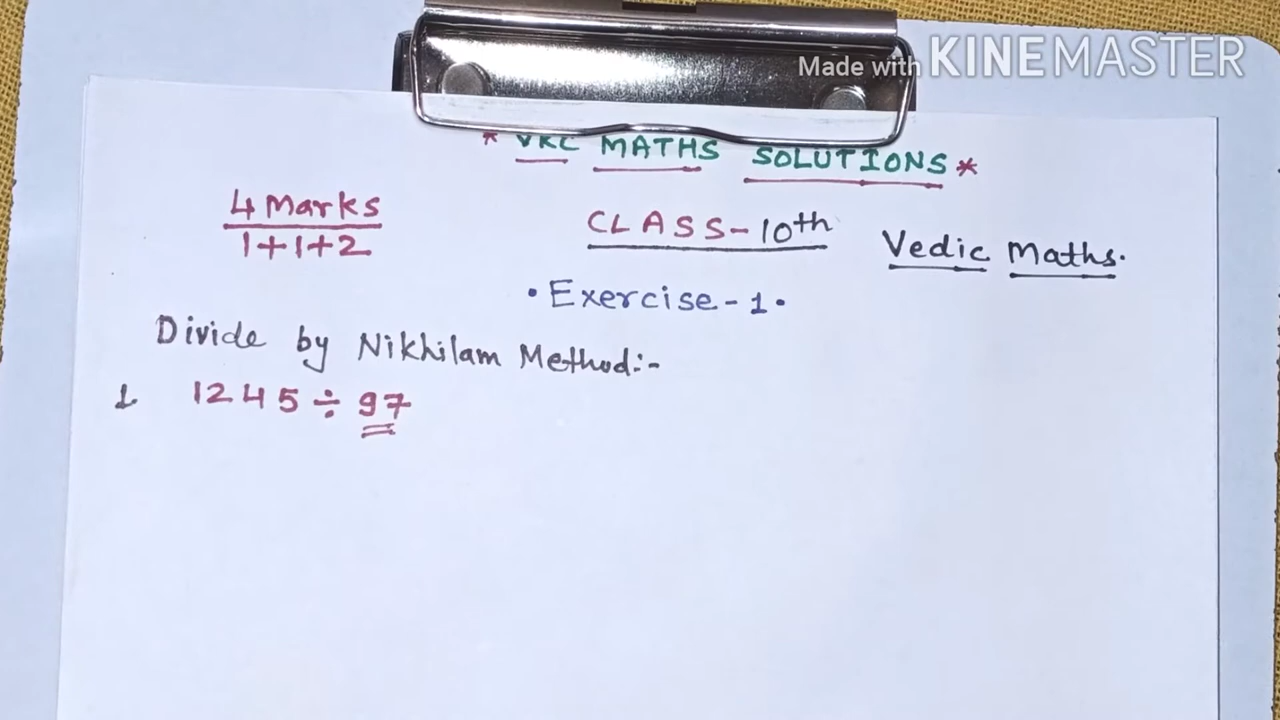 Made with KINEMASTER
* VKC MATHS SOLUTIONS *
4 Marks
1+1+2
CLASS-10th
Vedic Maths.
• Exercise-1 •
Divide by Nikhilam Method:-
1. 1245 ÷ 97